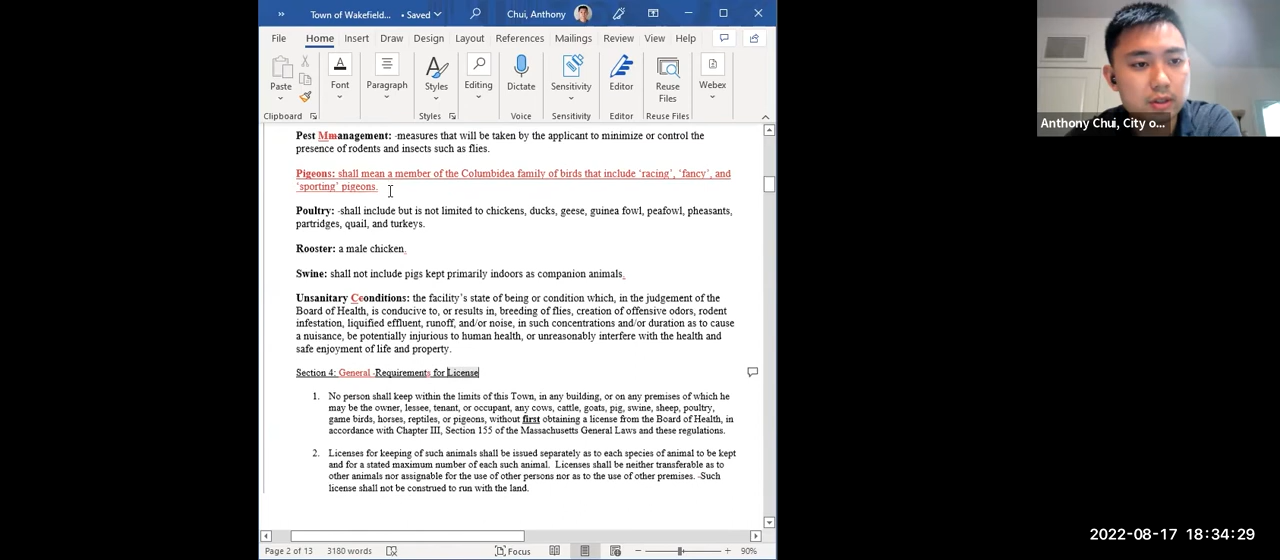 Town of Wakefield... • Saved
Chui, Anthony
File Home Insert Draw Design Layout References Mailings Review View Help
Paste Font Paragraph Styles Editing Dictate Sensitivity Editor Reuse Files Webex
Clipboard Styles Voice Sensitivity Editor Reuse Files Webex
Pest Mmanagement: -measures that will be taken by the applicant to minimize or control the
presence of rodents and insects such as flies.
Pigeons: shall mean a member of the Columbidea family of birds that include ‘racing’, ‘fancy’, and
‘sporting’ pigeons.
Poultry: -shall include but is not limited to chickens, ducks, geese, guinea fowl, peafowl, pheasants,
partridges, quail, and turkeys.
Rooster: a male chicken.
Swine: shall not include pigs kept primarily indoors as companion animals.
Unsanitary Cconditions: the facility’s state of being or condition which, in the judgement of the
Board of Health, is conducive to, or results in, breeding of flies, creation of offensive odors, rodent
infestation, liquified effluent, runoff, and/or noise, in such concentrations and/or duration as to cause
a nuisance, be potentially injurious to human health, or unreasonably interfere with the health and
safe enjoyment of life and property.
Section 4: General -Requirements for License
1. No person shall keep within the limits of this Town, in any building, or on any premises of which he
may be the owner, lessee, tenant, or occupant, any cows, cattle, goats, pig, swine, sheep, poultry,
game birds, horses, reptiles, or pigeons, without first obtaining a license from the Board of Health, in
accordance with Chapter III, Section 155 of the Massachusetts General Laws and these regulations.
2. Licenses for keeping of such animals shall be issued separately as to each species of animal to be kept
and for a stated maximum number of each such animal. Licenses shall be neither transferable as to
other animals nor assignable for the use of other persons nor as to the use of other premises. -Such
license shall not be construed to run with the land.
Page 2 of 13 3180 words Focus 90%
Anthony Chui, City o...
2022-08-17 18:34:29